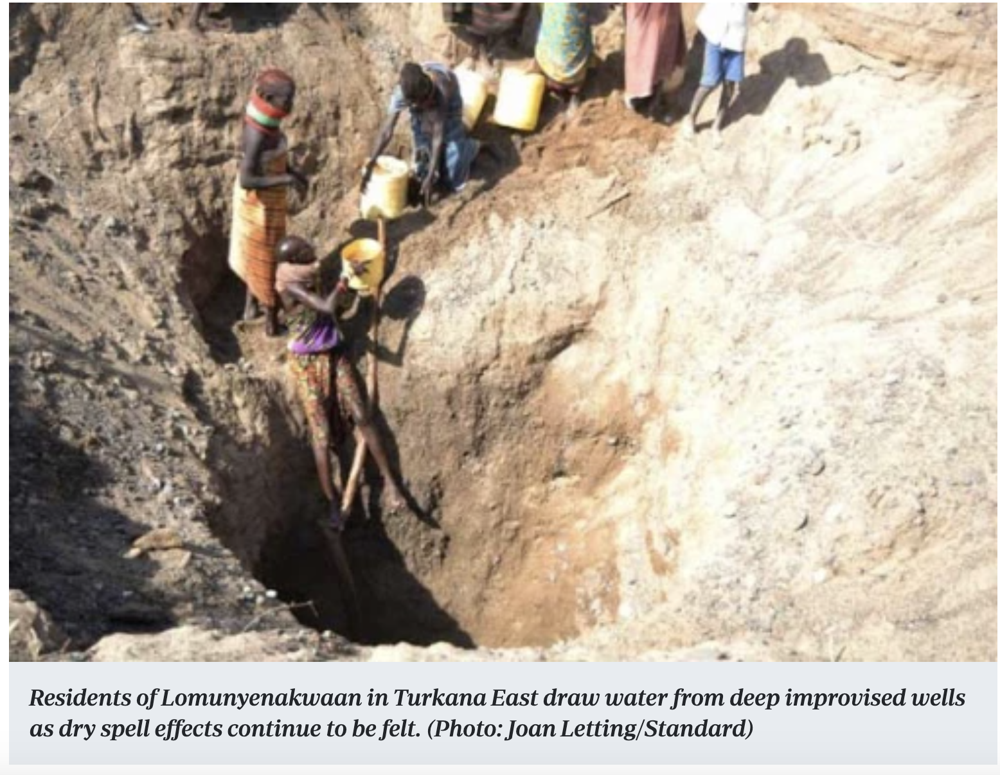 Residents of Lomunyenakwaan in Turkana East draw water from deep improvised wells
as dry spell effects continue to be felt. (Photo: Joan Letting/Standard)